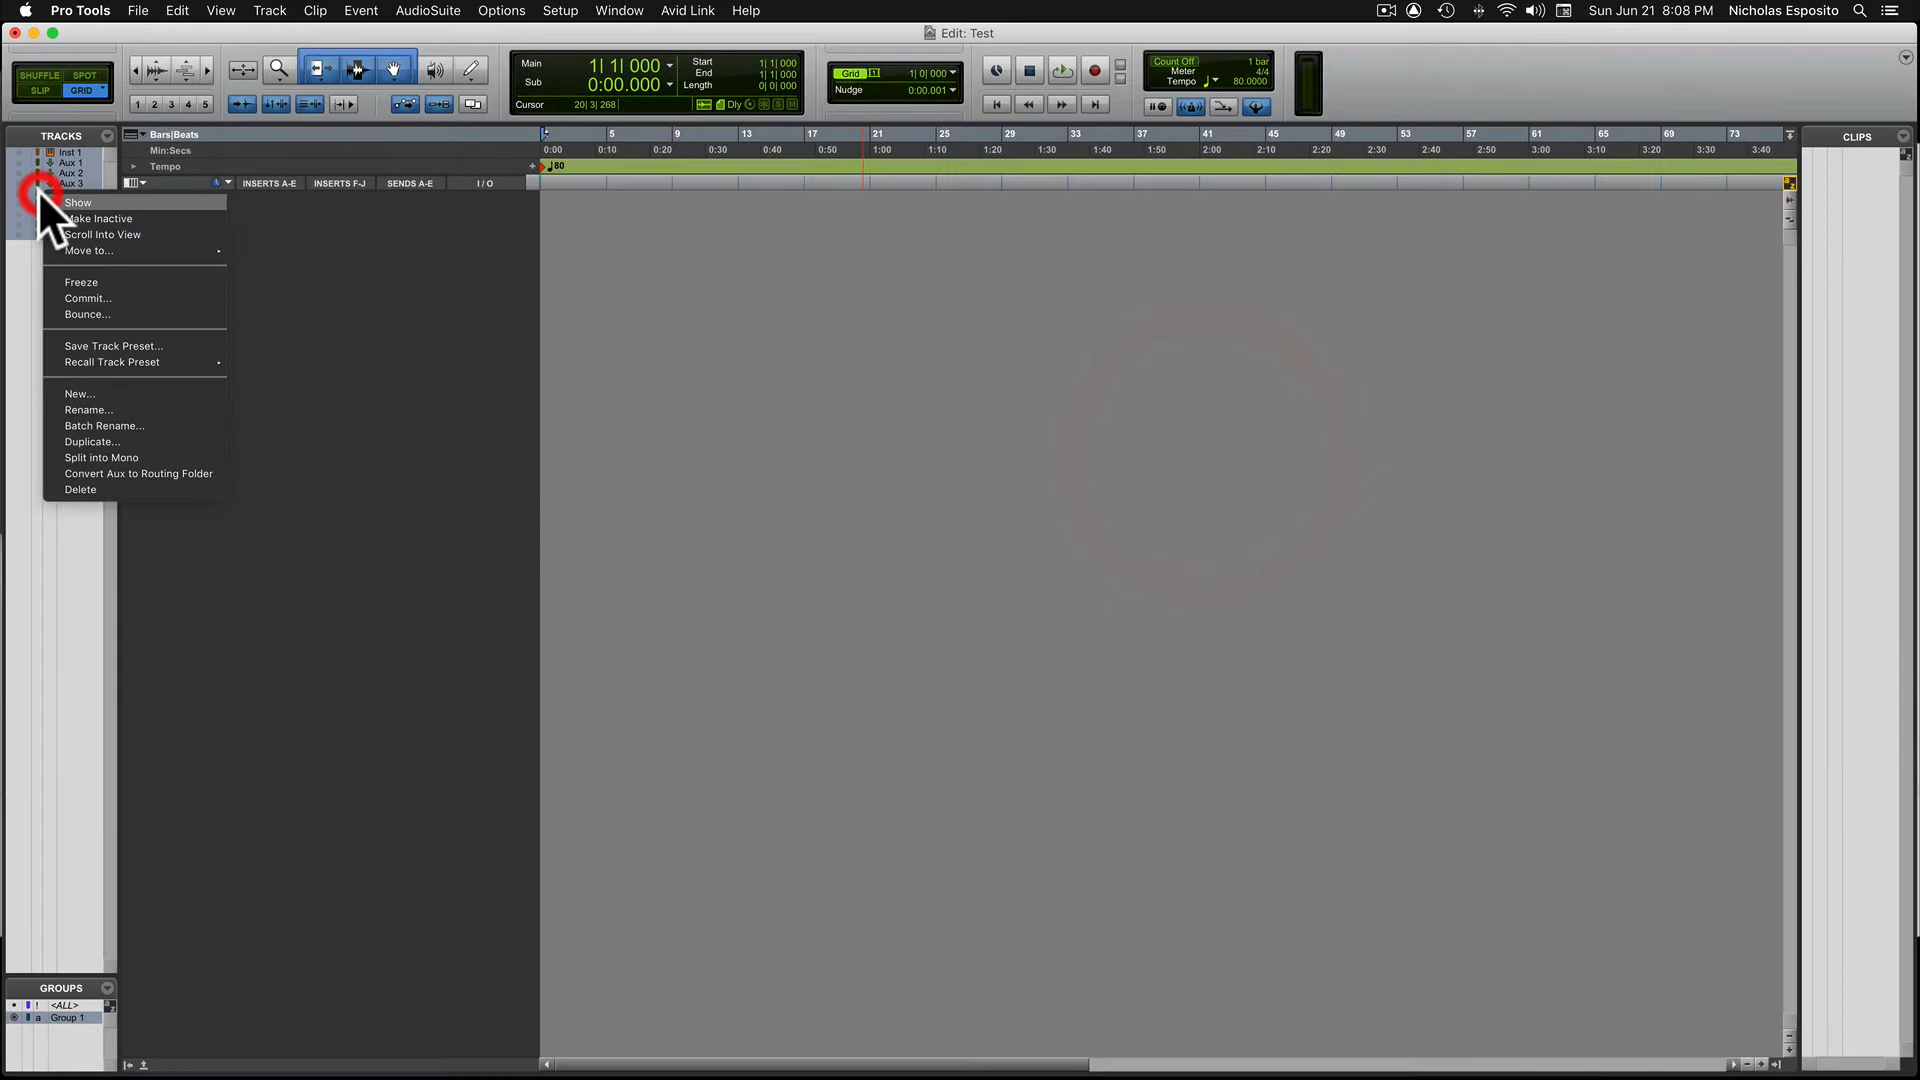 Pro Tools File Edit View Track Clip Event AudioSuite Options Setup Window Avid Link Help Sun Jun 21 8:08 PM Nicholas Esposito
Edit: Test
SHUFFLE SPOT
SLIP GRID
1 2 3 4 5
Main 1| 1| 000
Sub 0:00.000
Cursor 20| 3| 268
Start 1| 1| 000
End 1| 1| 000
Length 0| 0| 000
Dly
Grid 1| 0| 000
Nudge 0:00.001
Count Off 1 bar
Meter 4/4
Tempo 80.0000
TRACKS
Inst 1
Aux 1
Aux 2
Aux 3
Bars|Beats 5 9 13 17 21 25 29 33 37 41 45 49 53 57 61 65 69 73
Min:Secs 0:00 0:10 0:20 0:30 0:40 0:50 1:00 1:10 1:20 1:30 1:40 1:50 2:00 2:10 2:20 2:30 2:40 2:50 3:00 3:10 3:20 3:30 3:40
Tempo 80
INSERTS A-E INSERTS F-J SENDS A-E I / O
CLIPS
Show
Make Inactive
Scroll Into View
Move to...
Freeze
Commit...
Bounce...
Save Track Preset...
Recall Track Preset
New...
Rename...
Batch Rename...
Duplicate...
Split into Mono
Convert Aux to Routing Folder
Delete
GROUPS
! <ALL>
a Group 1